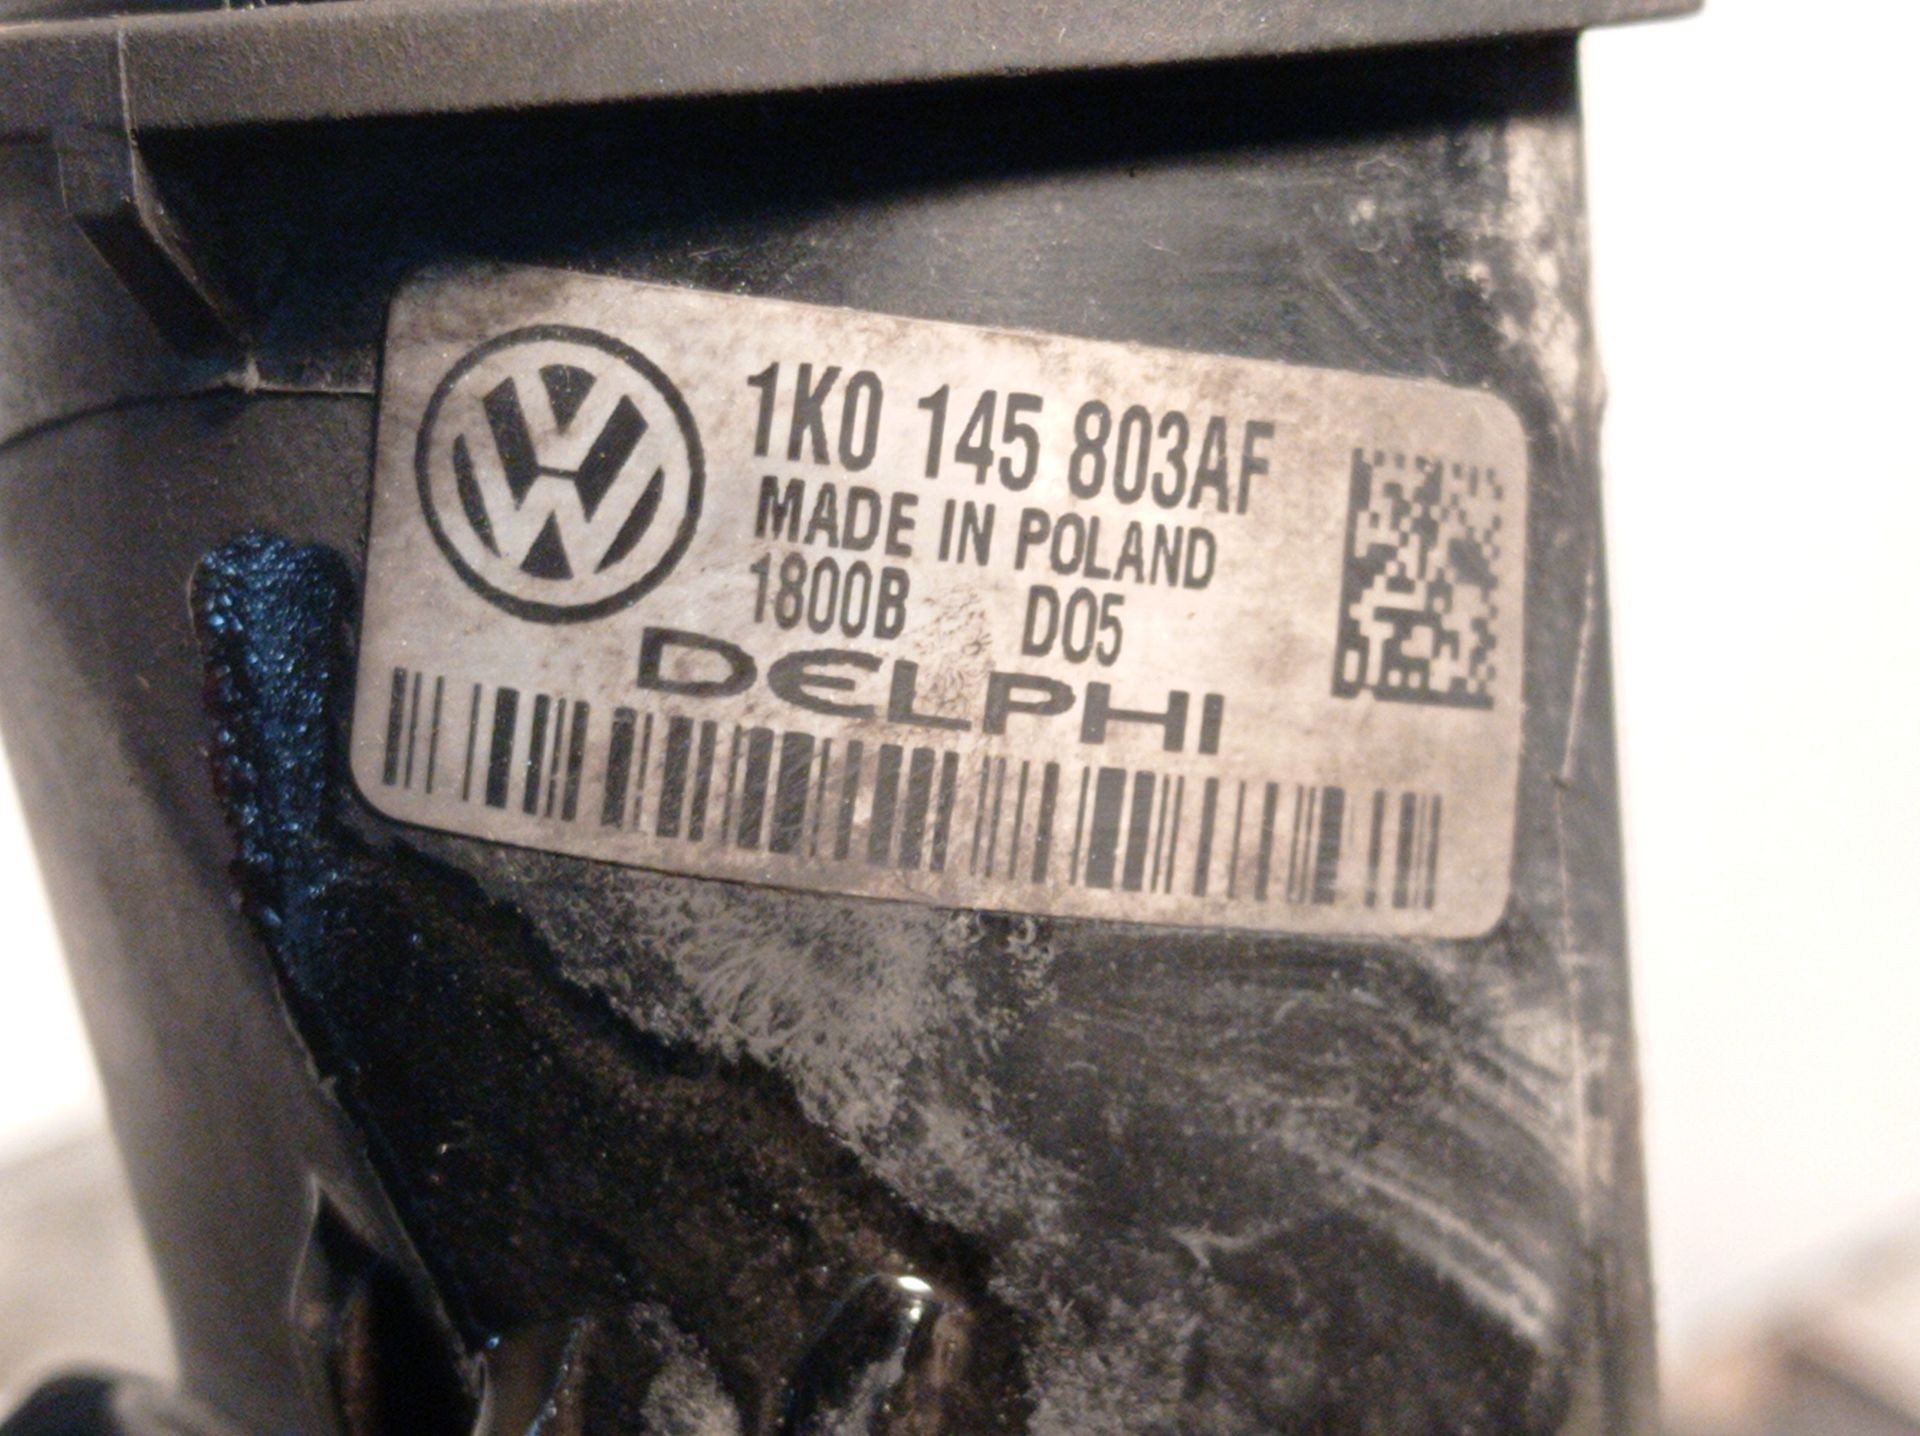 1K0 145 803AF
MADE IN POLAND
1800B D05
DELPHI